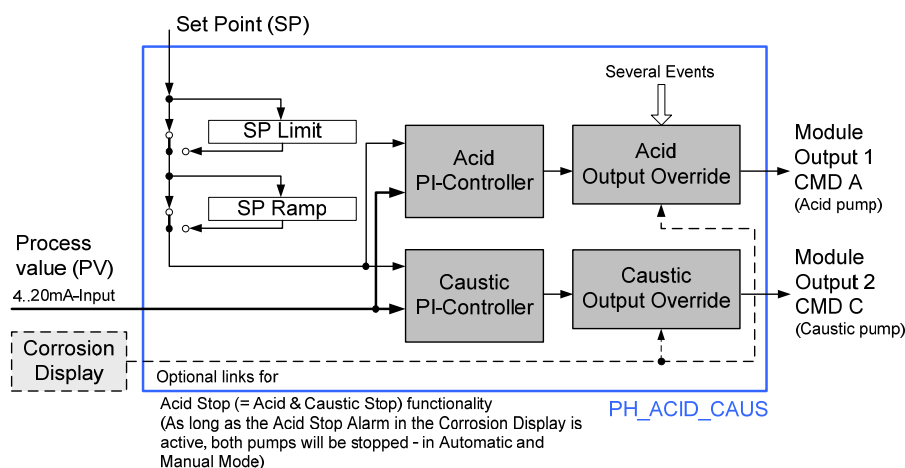 Set Point (SP)
Several Events
SP Limit
Acid
PI-Controller
Acid
Output Override
Module
Output 1
CMD A
(Acid pump)
SP Ramp
Process
value (PV)
4..20mA-Input
Caustic
PI-Controller
Caustic
Output Override
Module
Output 2
CMD C
(Caustic pump)
Corrosion
Display
Optional links for
Acid Stop (= Acid & Caustic Stop) functionality
(As long as the Acid Stop Alarm in the Corrosion Display is
active, both pumps will be stopped - in Automatic and
Manual Mode)
PH_ACID_CAUS